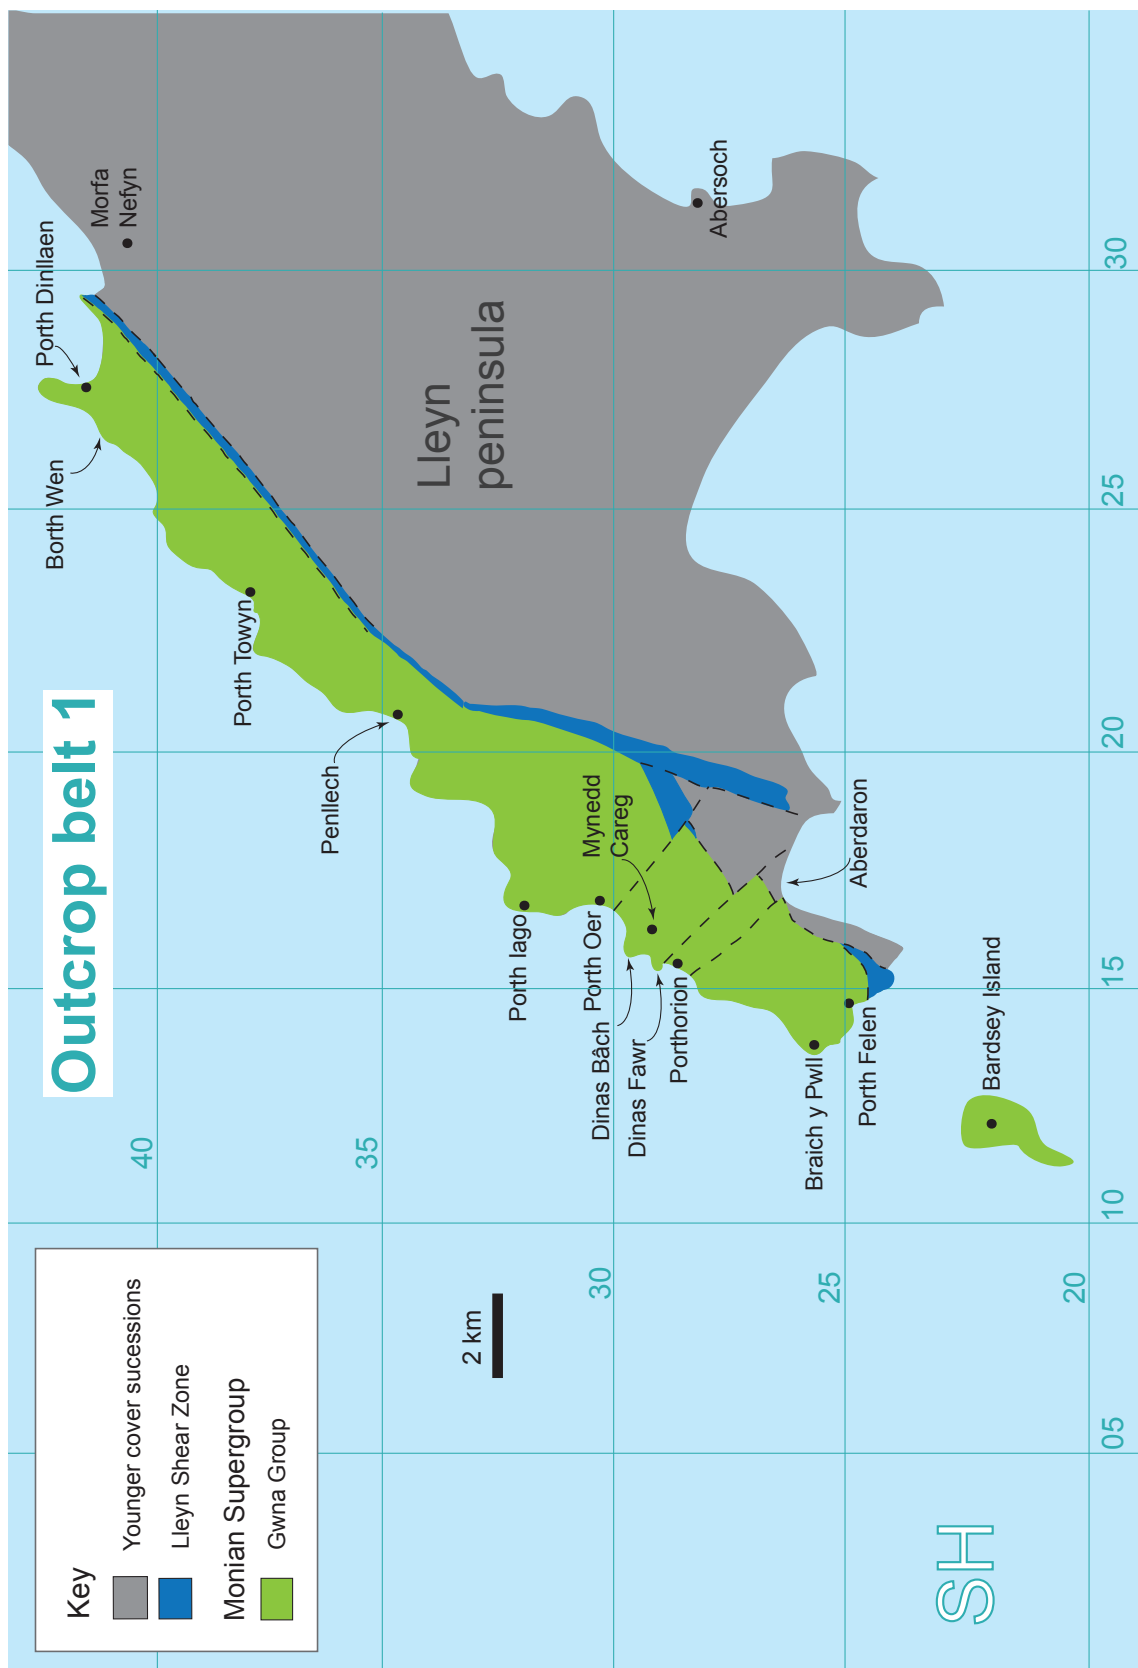 Outcrop belt 1
Key
Younger cover sucessions
Lleyn Shear Zone
Monian Supergroup
Gwna Group
2 km
SH
40
35
30
25
20
05
10
15
20
25
30
Borth Wen
Porth Dinllaen
Morfa
Nefyn
Porth Towyn
Penllech
Lleyn
peninsula
Porth Iago
Porth Oer
Mynedd
Careg
Dinas Bâch
Dinas Fawr
Porthorion
Abersoch
Braich y Pwll
Porth Felen
Aberdaron
Bardsey Island